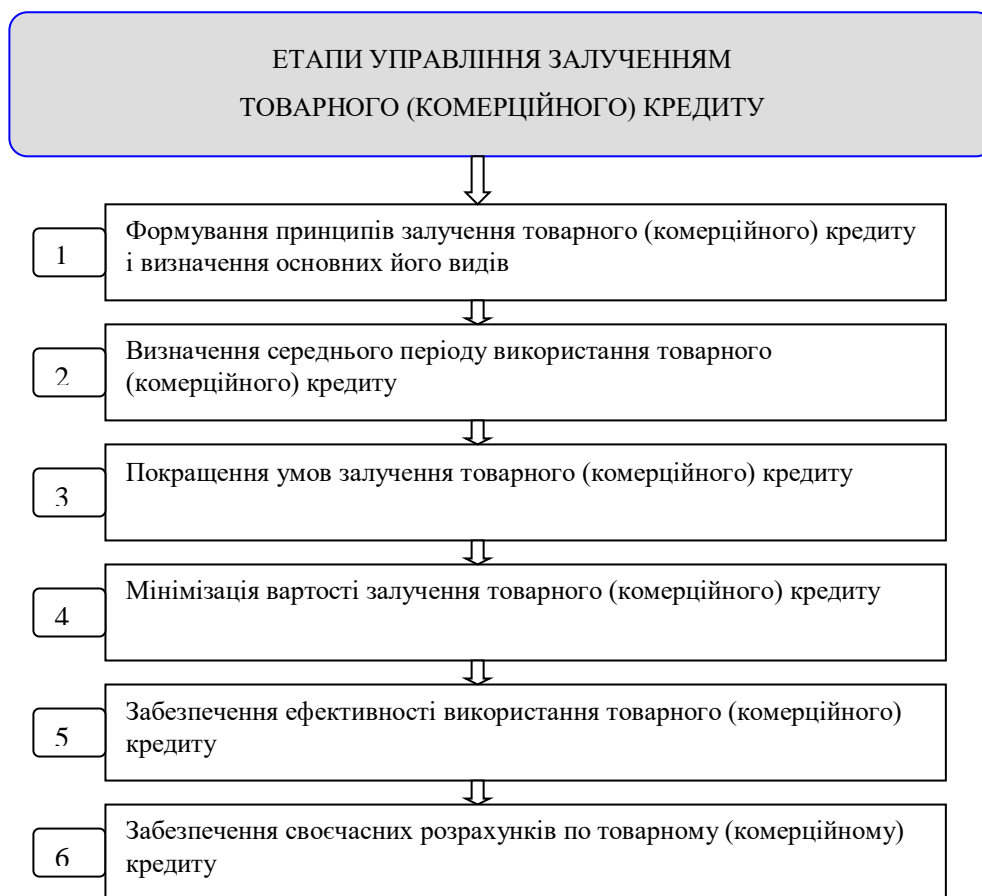 ЕТАПИ УПРАВЛІННЯ ЗАЛУЧЕННЯМ
ТОВАРНОГО (КОМЕРЦІЙНОГО) КРЕДИТУ
1
Формування принципів залучення товарного (комерційного) кредиту
і визначення основних його видів
2
Визначення середнього періоду використання товарного
(комерційного) кредиту
3
Покращення умов залучення товарного (комерційного) кредиту
4
Мінімізація вартості залучення товарного (комерційного) кредиту
5
Забезпечення ефективності використання товарного (комерційного)
кредиту
6
Забезпечення своєчасних розрахунків по товарному (комерційному)
кредиту